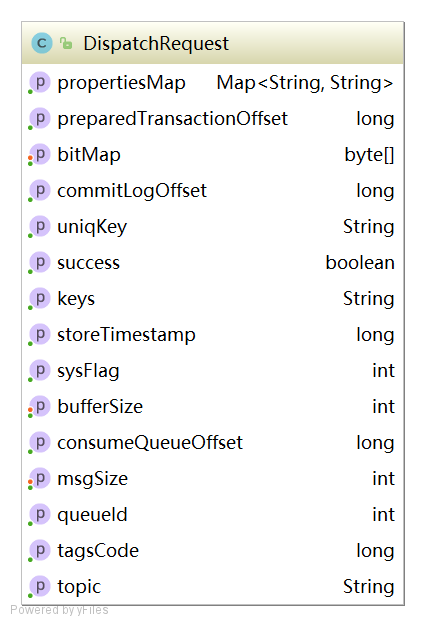 C DispatchRequest
p propertiesMap Map<String, String>
p preparedTransactionOffset long
p bitMap byte[]
p commitLogOffset long
p uniqKey String
p success boolean
p keys String
p storeTimestamp long
p sysFlag int
p bufferSize int
p consumeQueueOffset long
p msgSize int
p queueId int
p tagsCode long
p topic String
Powered by yFiles